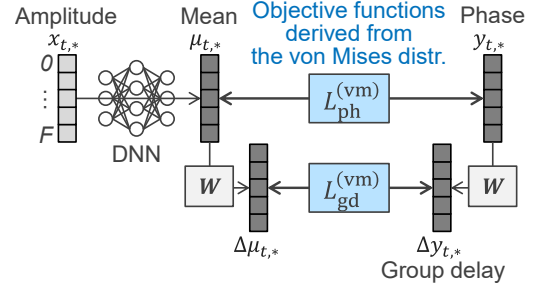 Amplitude
x_{t,*}
Mean
μ_{t,*}
Objective functions
derived from
the von Mises distr.
Phase
y_{t,*}
0
⋮
F
DNN
L_{ph}^{(vm)}
W
L_{gd}^{(vm)}
W
Δμ_{t,*}
Δy_{t,*}
Group delay